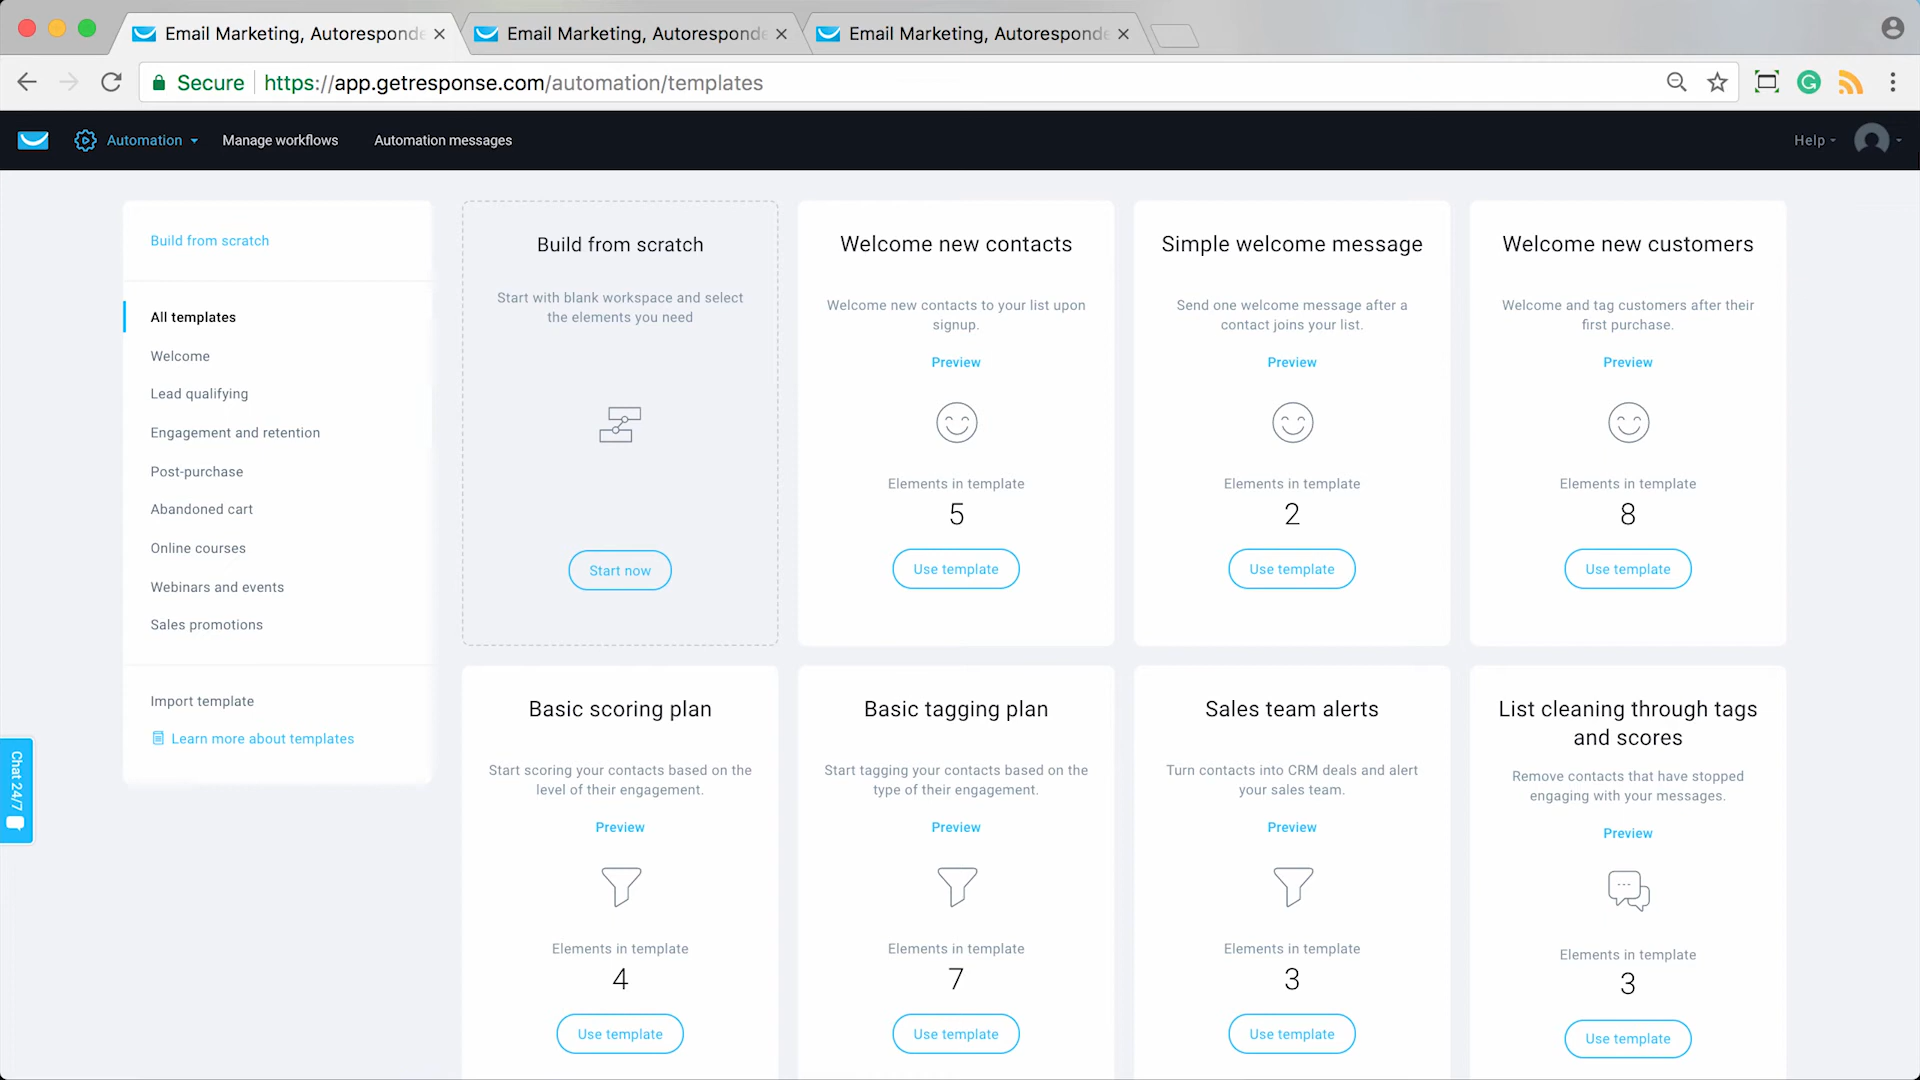 Email Marketing, Autoresponde
Email Marketing, Autoresponde
Email Marketing, Autoresponde
Secure
https://app.getresponse.com/automation/templates
Automation
Manage workflows
Automation messages
Help
Build from scratch
All templates
Welcome
Lead qualifying
Engagement and retention
Post-purchase
Abandoned cart
Online courses
Webinars and events
Sales promotions
Import template
Learn more about templates
Chat 24/7
Build from scratch
Start with blank workspace and select
the elements you need
Start now
Welcome new contacts
Welcome new contacts to your list upon
signup.
Preview
Elements in template
5
Use template
Simple welcome message
Send one welcome message after a
contact joins your list.
Preview
Elements in template
2
Use template
Welcome new customers
Welcome and tag customers after their
first purchase.
Preview
Elements in template
8
Use template
Basic scoring plan
Start scoring your contacts based on the
level of their engagement.
Preview
Elements in template
4
Use template
Basic tagging plan
Start tagging your contacts based on the
type of their engagement.
Preview
Elements in template
7
Use template
Sales team alerts
Turn contacts into CRM deals and alert
your sales team.
Preview
Elements in template
3
Use template
List cleaning through tags
and scores
Remove contacts that have stopped
engaging with your messages.
Preview
Elements in template
3
Use template